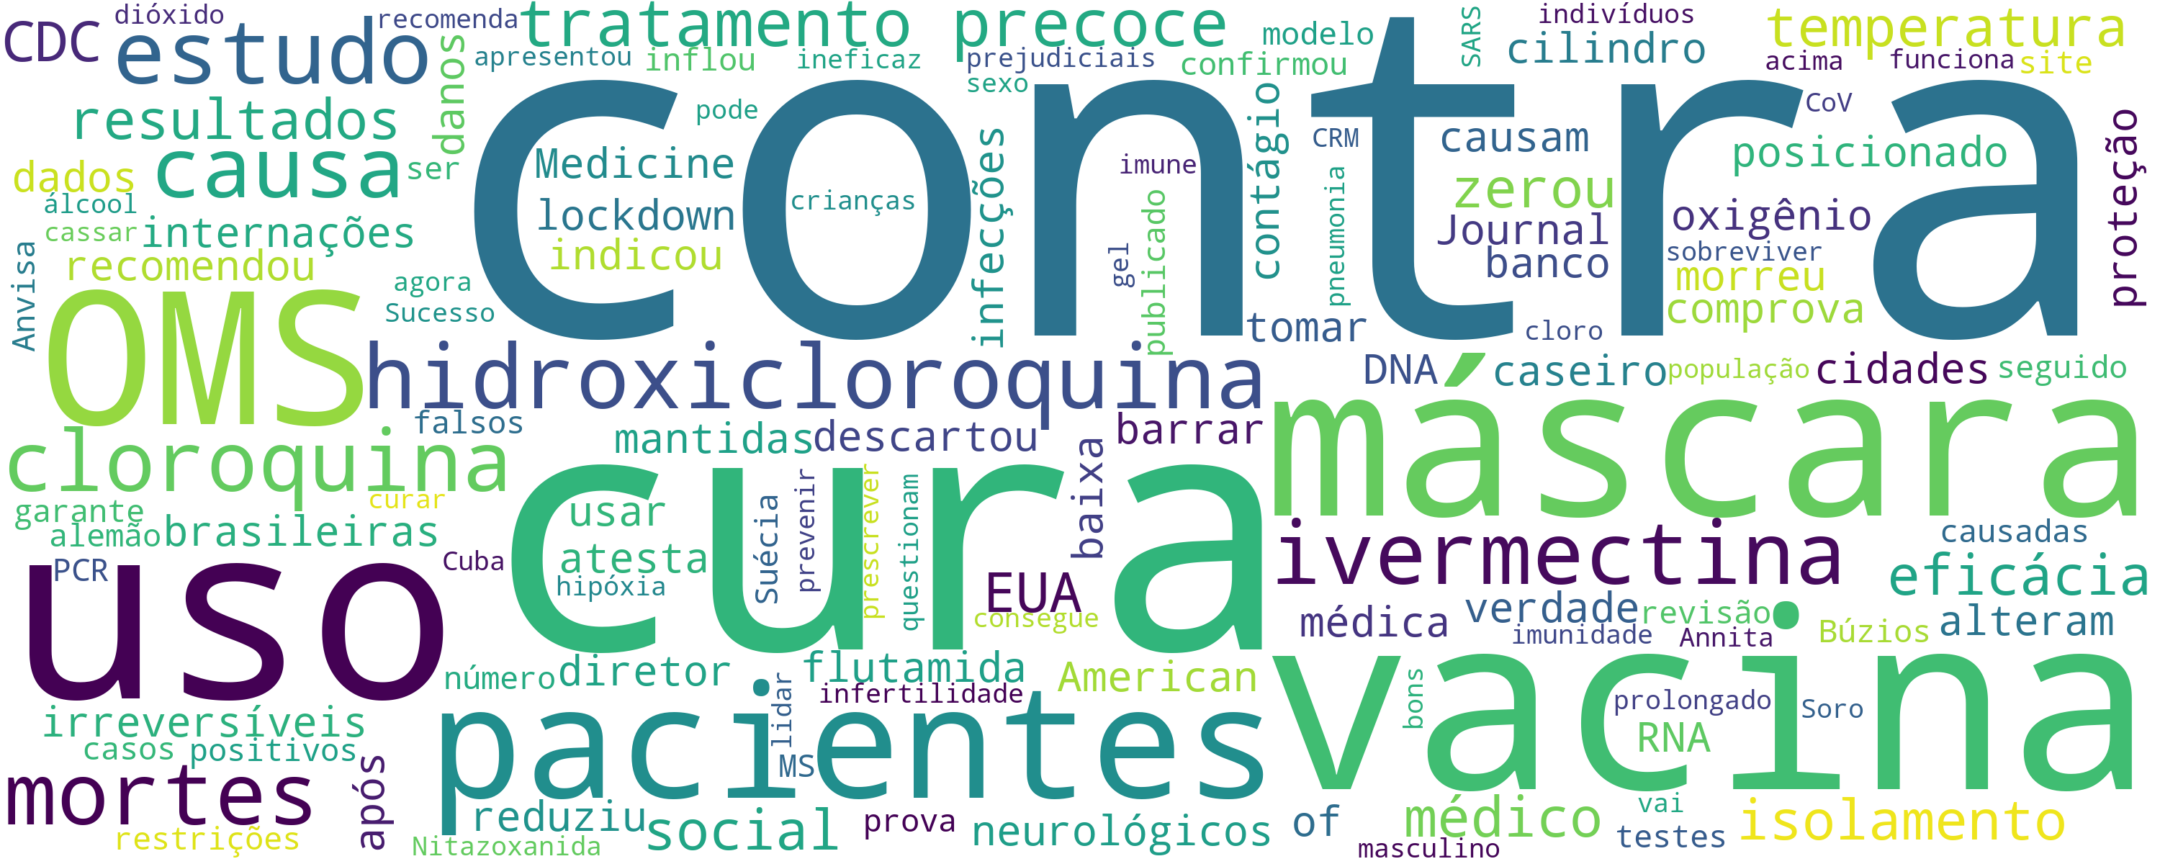 dióxido
recomenda
CDC
estudo
tratamento
precoce
apresentou
inflou
ineficaz
prejudiciais
confirmou
modelo
SARS
indivíduos
cilindro
temperatura
acima
funciona
site
sexo
danos
contra
resultados
causa
ser
pode
Medicine
lockdown
indicou
crianças
infecções
imune
gel
publicado
contágio
CRM
pneumonia
causam
CoV
posicionado
proteção
zerou
Journal
banco
oxigênio
sobreviver
morreu
comprova
dados
álcool
cassar
internações
recomendou
Anvisa
agora
Sucesso
OMS
tomar
cloro
hidroxicloroquina
DNA
caseiro
população
cidades
seguido
falsos
mantidas
descartou
barrar
máscara
cloroquina
curar
garante
alemão
brasileiras
PCR
Cuba
cura
usar
atesta
hipóxia
Suécia
prevenir
prescrever
questionam
baixa
EUA
consegue
ivermectina
causadas
eficácia
médica
verdade
revisão
imunidade
Annita
Búzios
alteram
uso
número
diretor
flutamida
infertilidade
American
vacina
bons
prolongado
Soro
RNA
irreversíveis
casos
positivos
pacientes
lidar
MS
mortes
após
restrições
reduziu
Nitazoxanida
social
prova
neurológicos
of
médico
masculino
vai
testes
isolamento